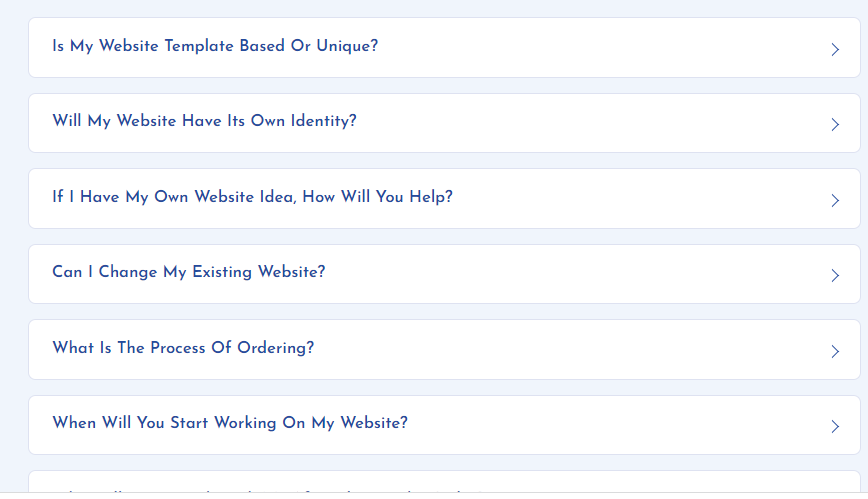 Is My Website Template Based Or Unique?
Will My Website Have Its Own Identity?
If I Have My Own Website Idea, How Will You Help?
Can I Change My Existing Website?
What Is The Process Of Ordering?
When Will You Start Working On My Website?